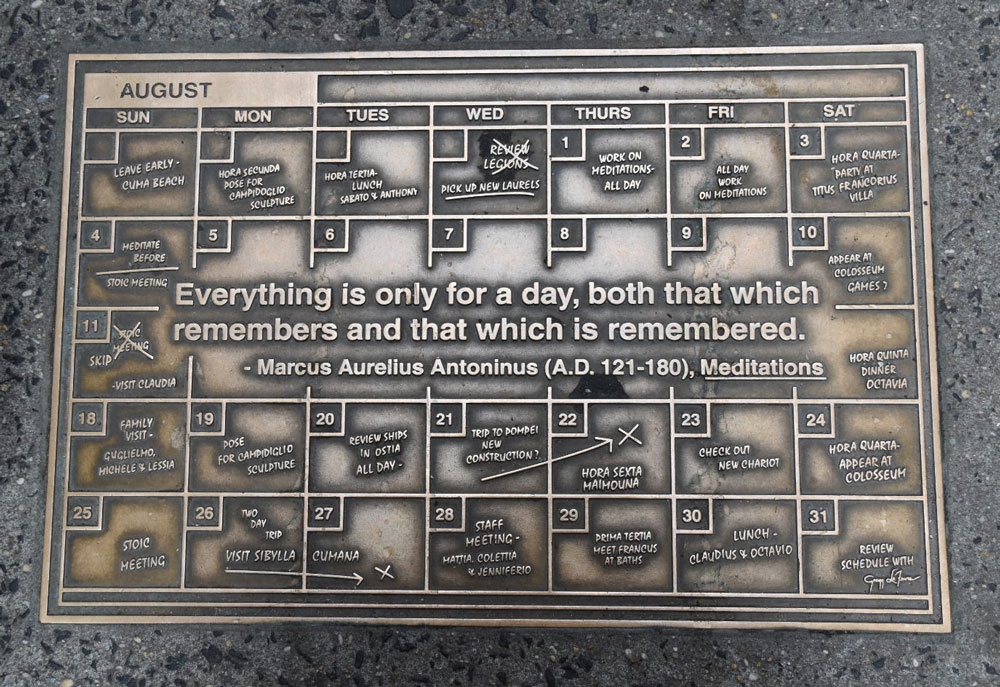 AUGUST
SUN MON TUES WED THURS FRI SAT
LEAVE EARLY -
CUMA BEACH
HORA SECUNDA
POSE FOR
CAMPIDOGLIO
SCULPTURE
HORA TERTIA-
LUNCH
SABATO & ANTHONY
REVIEW
LEGIONS
PICK UP NEW LAURELS
1
WORK ON
MEDITATIONS-
ALL DAY
2
ALL DAY
WORK
ON MEDITATIONS
3
HORA QUARTA-
PARTY AT
TITUS FRANCORIUS
VILLA
4
MEDITATE
BEFORE
STOIC MEETING
5
6
7
8
9
10
APPEAR AT
COLOSSEUM
GAMES ?
Everything is only for a day, both that which
remembers and that which is remembered.
- Marcus Aurelius Antoninus (A.D. 121-180), Meditations
11
STOIC
MEETING
SKIP
-VISIT CLAUDIA
HORA QUINTA
DINNER
OCTAVIA
18
FAMILY
VISIT -
GUGLIELMO,
MICHELE & LESSIA
19
POSE
FOR CAMPIDIGLIO
SCULPTURE
20
REVIEW SHIPS
IN OSTIA
ALL DAY -
21
TRIP TO POMPEI
NEW
CONSTRUCTION ?
22
HORA SEXTA
MAIMOUNA
23
CHECK OUT
NEW CHARIOT
24
HORA QUARTA-
APPEAR AT
COLOSSEUM
25
STOIC
MEETING
26
TWO
DAY
TRIP
VISIT SIBYLLA
27
CUMANA
28
STAFF
MEETING -
MATTIA, COLETTIA
& JENNIFERIO
29
PRIMA TERTIA
MEET FRANCUS
AT BATHS
30
LUNCH -
CLAUDIUS & OCTAVIO
31
REVIEW
SCHEDULE WITH